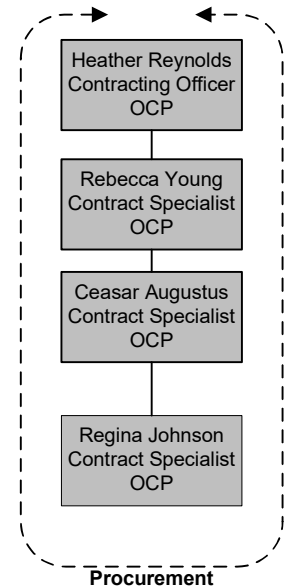 Heather Reynolds
Contracting Officer
OCP
Rebecca Young
Contract Specialist
OCP
Ceasar Augustus
Contract Specialist
OCP
Regina Johnson
Contract Specialist
OCP
Procurement